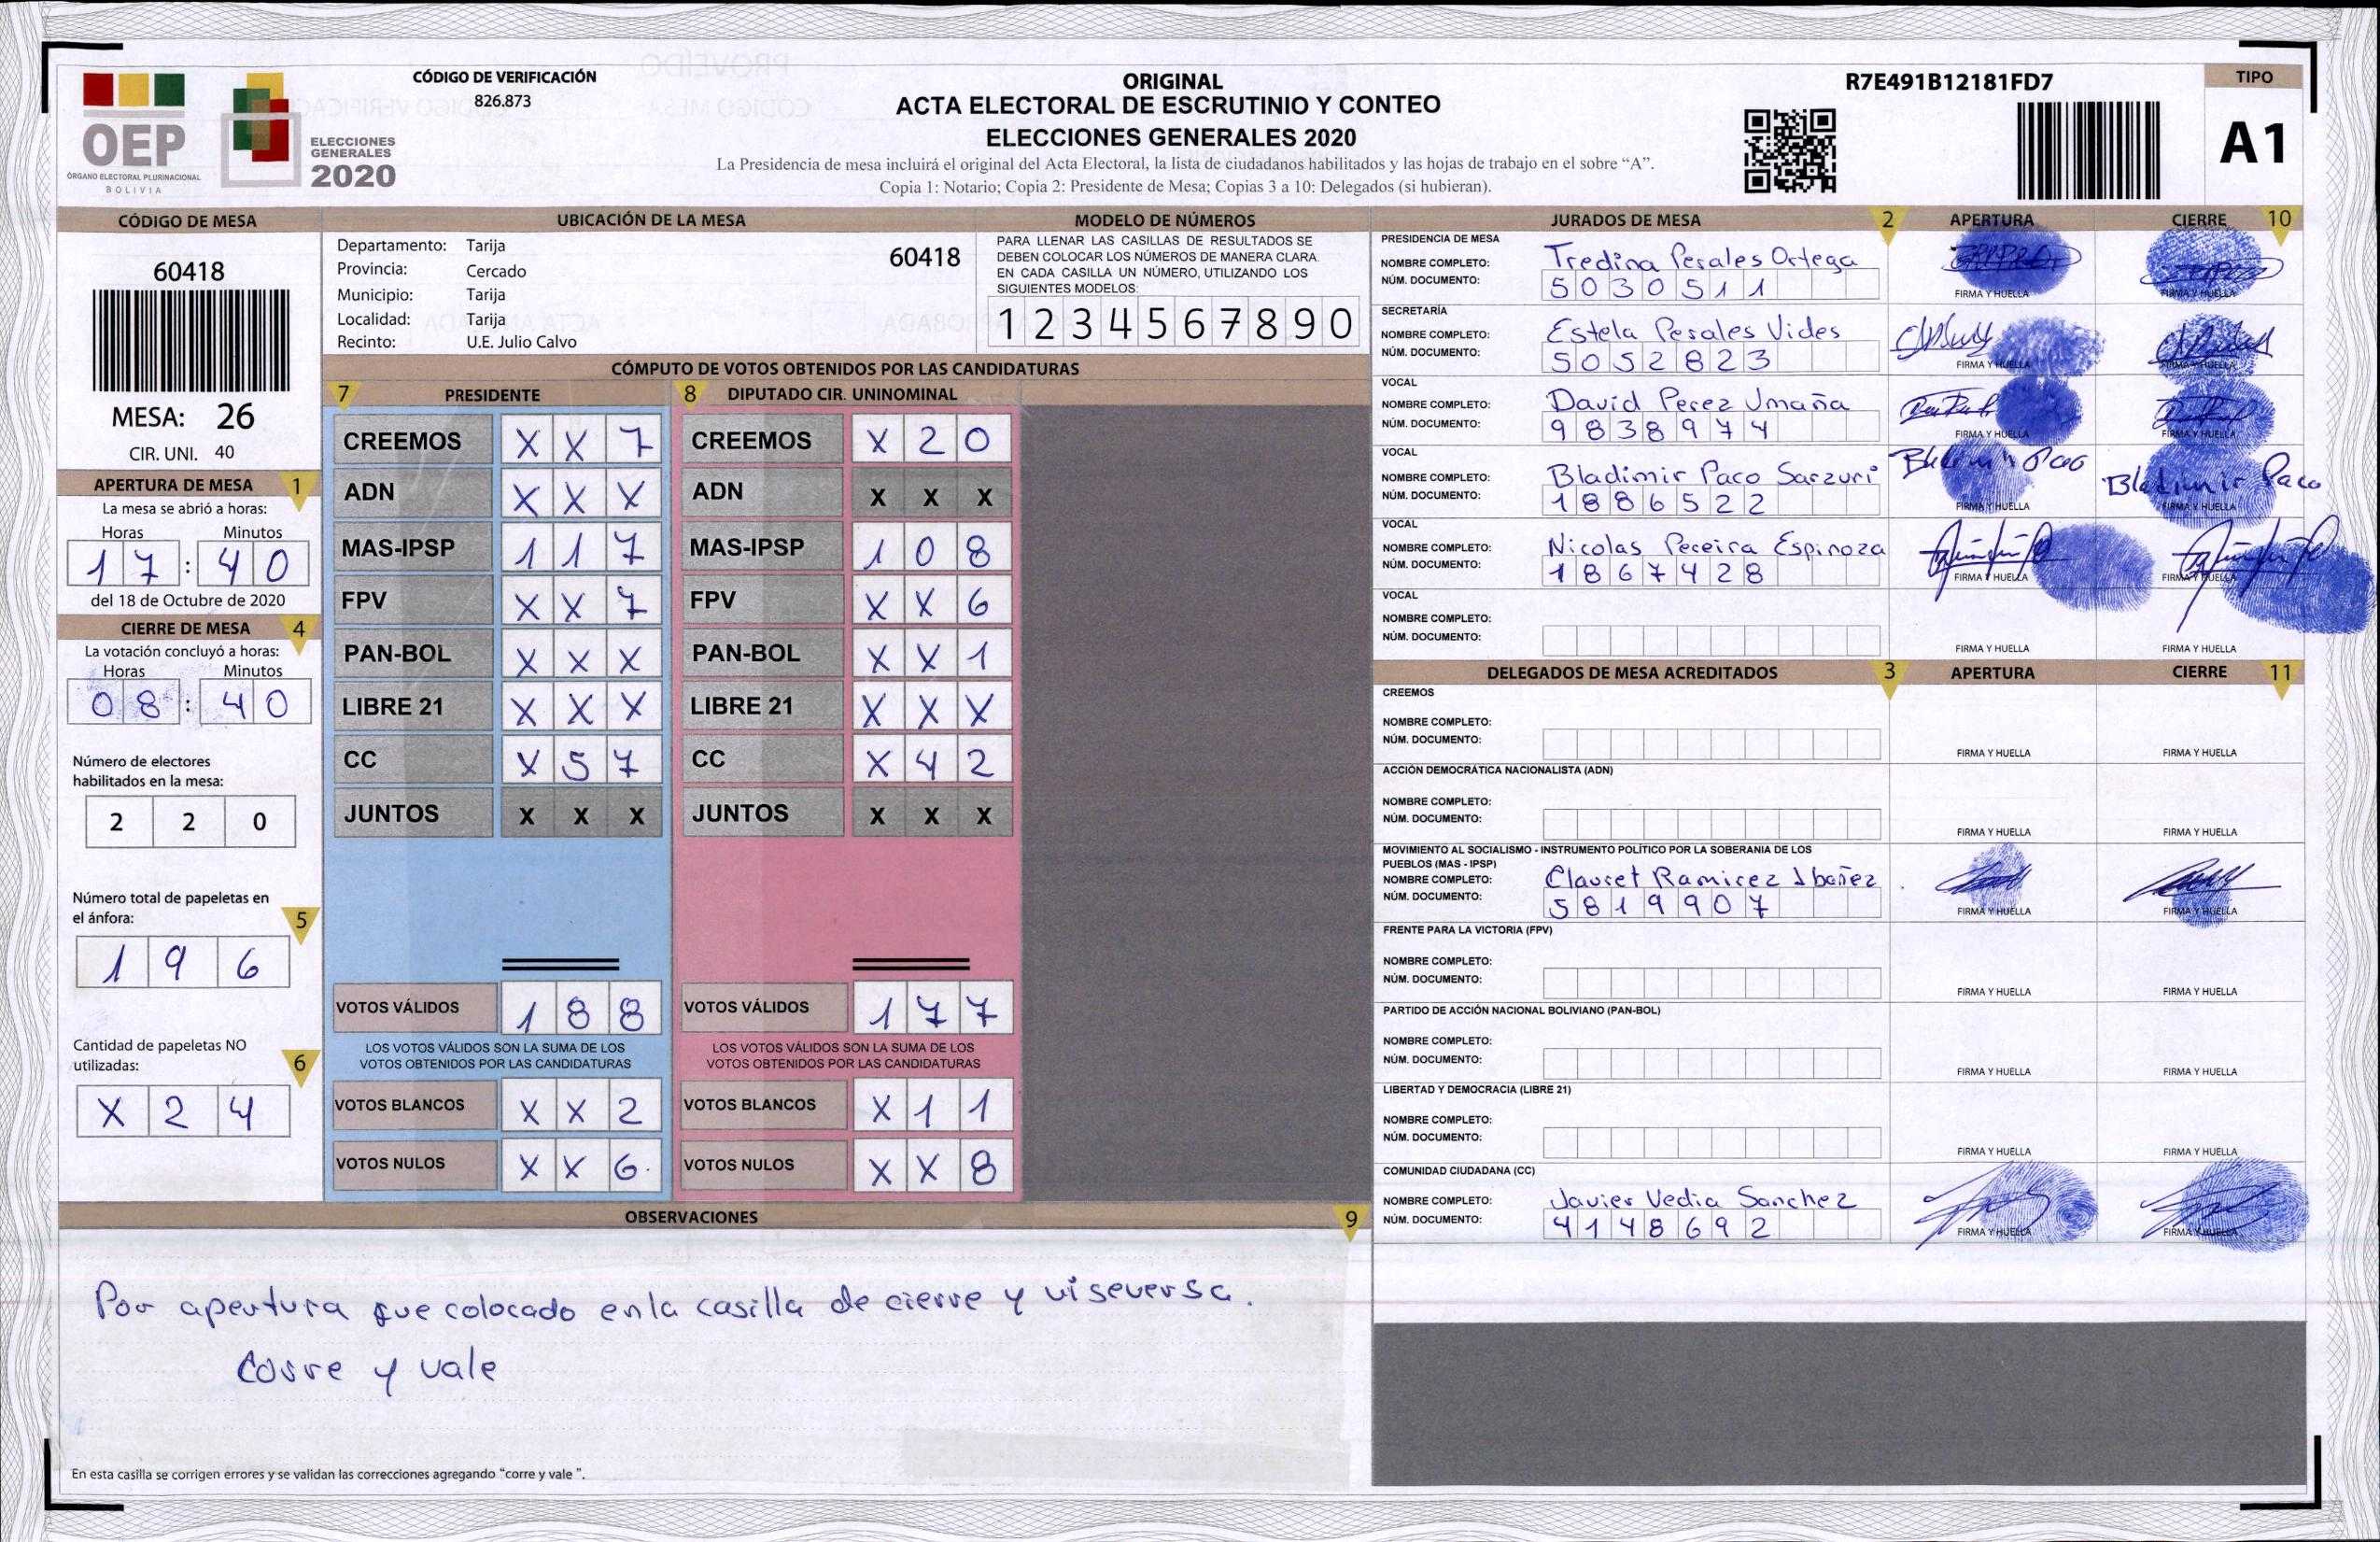 CÓDIGO DE VERIFICACIÓN
826.873
OEP
ÓRGANO ELECTORAL PLURINACIONAL
BOLIVIA
ELECCIONES
GENERALES
2020
ORIGINAL
ACTA ELECTORAL DE ESCRUTINIO Y CONTEO
ELECCIONES GENERALES 2020
La Presidencia de mesa incluirá el original del Acta Electoral, la lista de ciudadanos habilitados y las hojas de trabajo en el sobre “A”.
Copia 1: Notario; Copia 2: Presidente de Mesa; Copias 3 a 10: Delegados (si hubieran).
R7E491B12181FD7
TIPO
A1
CÓDIGO DE MESA
60418
MESA: 26
CIR. UNI. 40
APERTURA DE MESA 1
La mesa se abrió a horas:
Horas Minutos
17 : 40
del 18 de Octubre de 2020
CIERRE DE MESA 4
La votación concluyó a horas:
Horas Minutos
08 : 40
Número de electores
habilitados en la mesa:
2 2 0
Número total de papeletas en
el ánfora: 5
1 9 6
Cantidad de papeletas NO
utilizadas: 6
X 2 4
UBICACIÓN DE LA MESA
Departamento: Tarija 60418
Provincia: Cercado
Municipio: Tarija
Localidad: Tarija
Recinto: U.E. Julio Calvo
MODELO DE NÚMEROS
PARA LLENAR LAS CASILLAS DE RESULTADOS SE
DEBEN COLOCAR LOS NÚMEROS DE MANERA CLARA.
EN CADA CASILLA UN NÚMERO, UTILIZANDO LOS
SIGUIENTES MODELOS:
1 2 3 4 5 6 7 8 9 0
CÓMPUTO DE VOTOS OBTENIDOS POR LAS CANDIDATURAS
7 PRESIDENTE
CREEMOS X X 7
ADN X X X
MAS-IPSP 1 1 7
FPV X X 7
PAN-BOL X X X
LIBRE 21 X X X
CC X 5 7
JUNTOS X X X
VOTOS VÁLIDOS 1 8 8
LOS VOTOS VÁLIDOS SON LA SUMA DE LOS
VOTOS OBTENIDOS POR LAS CANDIDATURAS
VOTOS BLANCOS X X 2
VOTOS NULOS X X 6
8 DIPUTADO CIR. UNINOMINAL
CREEMOS X 2 0
ADN X X X
MAS-IPSP 1 0 8
FPV X X 6
PAN-BOL X X 1
LIBRE 21 X X X
CC X 4 2
JUNTOS X X X
VOTOS VÁLIDOS 1 7 7
LOS VOTOS VÁLIDOS SON LA SUMA DE LOS
VOTOS OBTENIDOS POR LAS CANDIDATURAS
VOTOS BLANCOS X 1 1
VOTOS NULOS X X 8
OBSERVACIONES 9
Por apertura fue colocado en la casilla de cierre y viseversa.
Corre y vale
En esta casilla se corrigen errores y se validan las correcciones agregando “corre y vale ”.
JURADOS DE MESA 2 APERTURA CIERRE 10
PRESIDENCIA DE MESA
NOMBRE COMPLETO: Tredina Perales Ortega
NÚM. DOCUMENTO: 5030511
FIRMA Y HUELLA FIRMA Y HUELLA
SECRETARÍA
NOMBRE COMPLETO: Estela Perales Vides
NÚM. DOCUMENTO: 5052823
FIRMA Y HUELLA FIRMA Y HUELLA
VOCAL
NOMBRE COMPLETO: David Perez Umaña
NÚM. DOCUMENTO: 9838974
FIRMA Y HUELLA FIRMA Y HUELLA
VOCAL
NOMBRE COMPLETO: Bladimir Paco Sarzuri
Bladimir Paco
NÚM. DOCUMENTO: 1886522
FIRMA Y HUELLA FIRMA Y HUELLA
VOCAL
NOMBRE COMPLETO: Nicolas Pereira Espinoza
NÚM. DOCUMENTO: 1867428
FIRMA Y HUELLA FIRMA Y HUELLA
VOCAL
NOMBRE COMPLETO:
NÚM. DOCUMENTO:
FIRMA Y HUELLA FIRMA Y HUELLA
DELEGADOS DE MESA ACREDITADOS 3 APERTURA CIERRE 11
CREEMOS
NOMBRE COMPLETO:
NÚM. DOCUMENTO:
FIRMA Y HUELLA FIRMA Y HUELLA
ACCIÓN DEMOCRÁTICA NACIONALISTA (ADN)
NOMBRE COMPLETO:
NÚM. DOCUMENTO:
FIRMA Y HUELLA FIRMA Y HUELLA
MOVIMIENTO AL SOCIALISMO - INSTRUMENTO POLÍTICO POR LA SOBERANIA DE LOS
PUEBLOS (MAS - IPSP)
NOMBRE COMPLETO: Clauret Ramirez Ibañez
NÚM. DOCUMENTO: 5819907
FIRMA Y HUELLA FIRMA Y HUELLA
FRENTE PARA LA VICTORIA (FPV)
NOMBRE COMPLETO:
NÚM. DOCUMENTO:
FIRMA Y HUELLA FIRMA Y HUELLA
PARTIDO DE ACCIÓN NACIONAL BOLIVIANO (PAN-BOL)
NOMBRE COMPLETO:
NÚM. DOCUMENTO:
FIRMA Y HUELLA FIRMA Y HUELLA
LIBERTAD Y DEMOCRACIA (LIBRE 21)
NOMBRE COMPLETO:
NÚM. DOCUMENTO:
FIRMA Y HUELLA FIRMA Y HUELLA
COMUNIDAD CIUDADANA (CC)
NOMBRE COMPLETO: Javier Vedia Sanchez
NÚM. DOCUMENTO: 4148692
FIRMA Y HUELLA FIRMA Y HUELLA